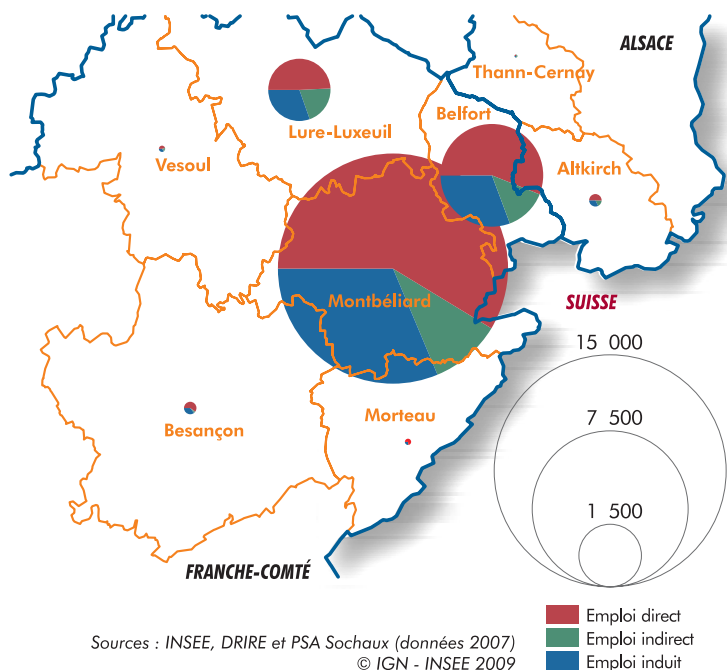 ALSACE
Thann-Cernay
Belfort
Lure-Luxeuil
Vesoul
Altkirch
Montbéliard
SUISSE
15 000
7 500
Morteau
Besançon
1 500
FRANCHE-COMTÉ
Emploi direct
Emploi indirect
Emploi induit
Sources : INSEE, DRIRE et PSA Sochaux (données 2007)
© IGN - INSEE 2009